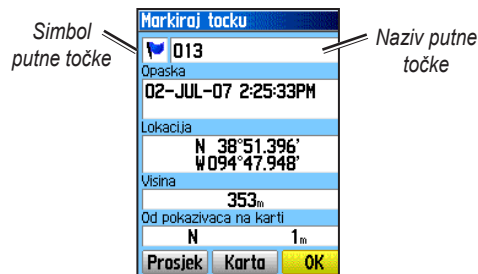 Markiraj tocku
Simbol
putne točke
013
Naziv putne
točke
Opaska
02-JUL-07 2:25:33PM
Lokacija
N 38°51.396'
W094°47.948'
Visina
353m
Od pokazivaca na karti
N 1m
Prosjek Karta OK